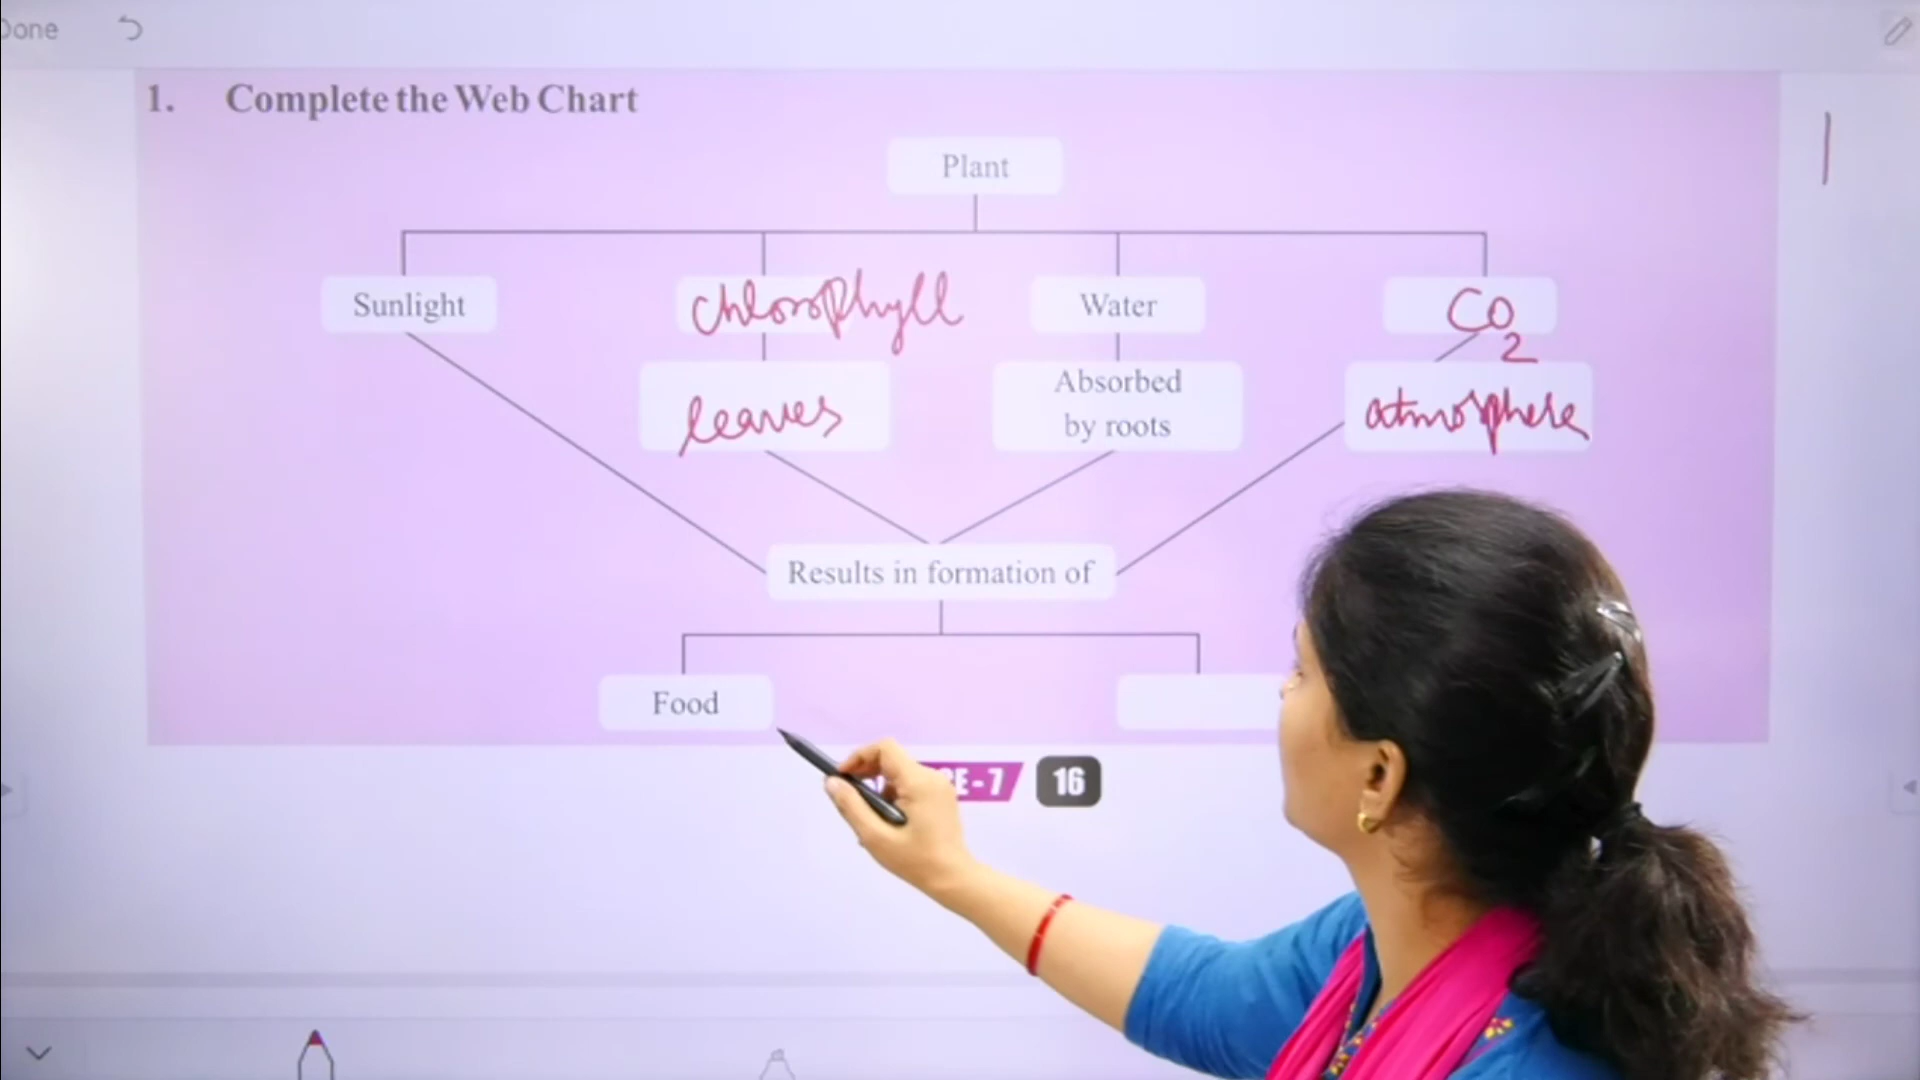 Done
1. Complete the Web Chart
Plant
Sunlight
chlorophyll
Water
CO2
leaves
Absorbed
by roots
atmosphere
Results in formation of
Food
E-7
16